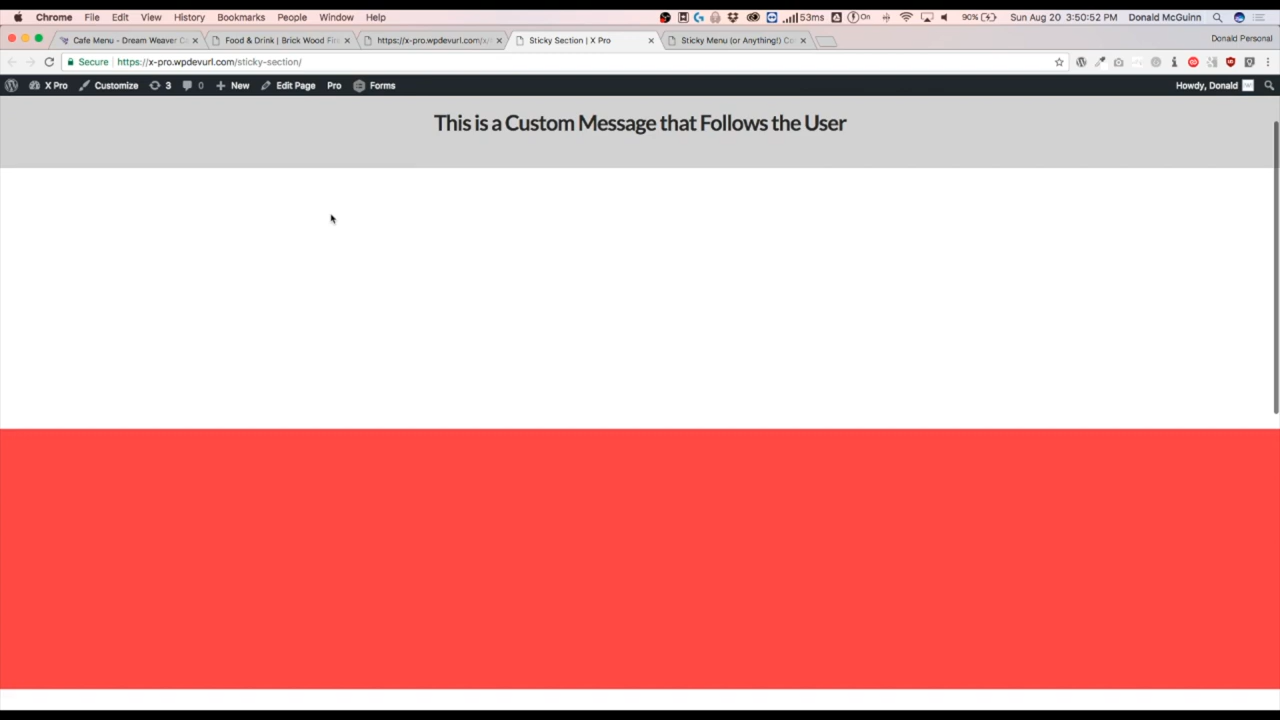 Chrome File Edit View History Bookmarks People Window Help 53ms On 90% Sun Aug 20 3:50:52 PM Donald McGuinn
Cafe Menu - Dream Weaver C Food & Drink | Brick Wood Fir https://x-pro.wpdevurl.com/x/ Sticky Section | X Pro Sticky Menu (or Anything!) Co Donald Personal
Secure https://x-pro.wpdevurl.com/sticky-section/
X Pro Customize 3 0 New Edit Page Pro Forms Howdy, Donald
This is a Custom Message that Follows the User